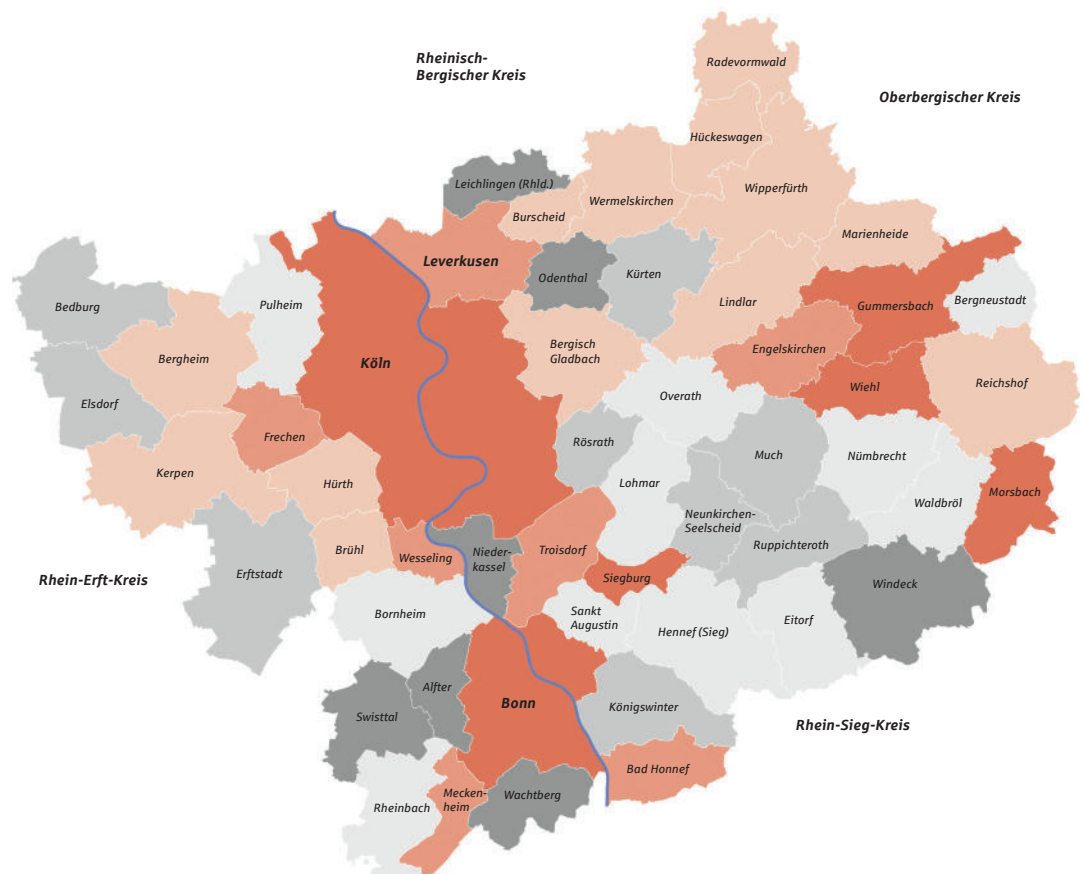 Rheinisch-
Bergischer Kreis
Radevormwald
Oberbergischer Kreis
Hückeswagen
Leichlingen (Rhld.)
Wipperfürth
Wermelskirchen
Burscheid
Marienheide
Leverkusen
Odenthal
Kürten
Lindlar
Gummersbach
Bergneustadt
Bedburg
Pulheim
Bergheim
Köln
Bergisch
Gladbach
Engelskirchen
Wiehl
Reichshof
Elsdorf
Overath
Frechen
Rösrath
Much
Nümbrecht
Kerpen
Hürth
Lohmar
Waldbröl
Morsbach
Neunkirchen-
Seelscheid
Brühl
Wesseling
Nieder-
kassel
Troisdorf
Ruppichteroth
Rhein-Erft-Kreis
Erftstadt
Siegburg
Windeck
Bornheim
Sankt
Augustin
Hennef (Sieg)
Eitorf
Alfter
Swisttal
Bonn
Königswinter
Rhein-Sieg-Kreis
Bad Honnef
Rheinbach
Mecken-
heim
Wachtberg